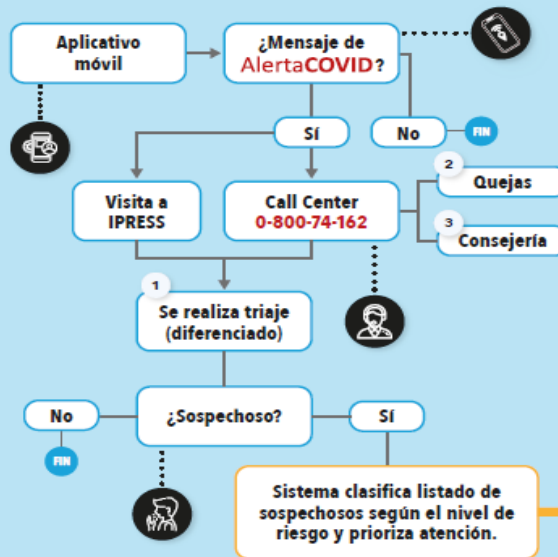 Aplicativo
móvil
¿Mensaje de
AlertaCOVID?
Sí
No
FIN
Visita a
IPRESS
Call Center
0-800-74-162
2
Quejas
3
Consejería
1
Se realiza triaje
(diferenciado)
No
¿Sospechoso?
Sí
FIN
Sistema clasifica listado de
sospechosos según el nivel de
riesgo y prioriza atención.